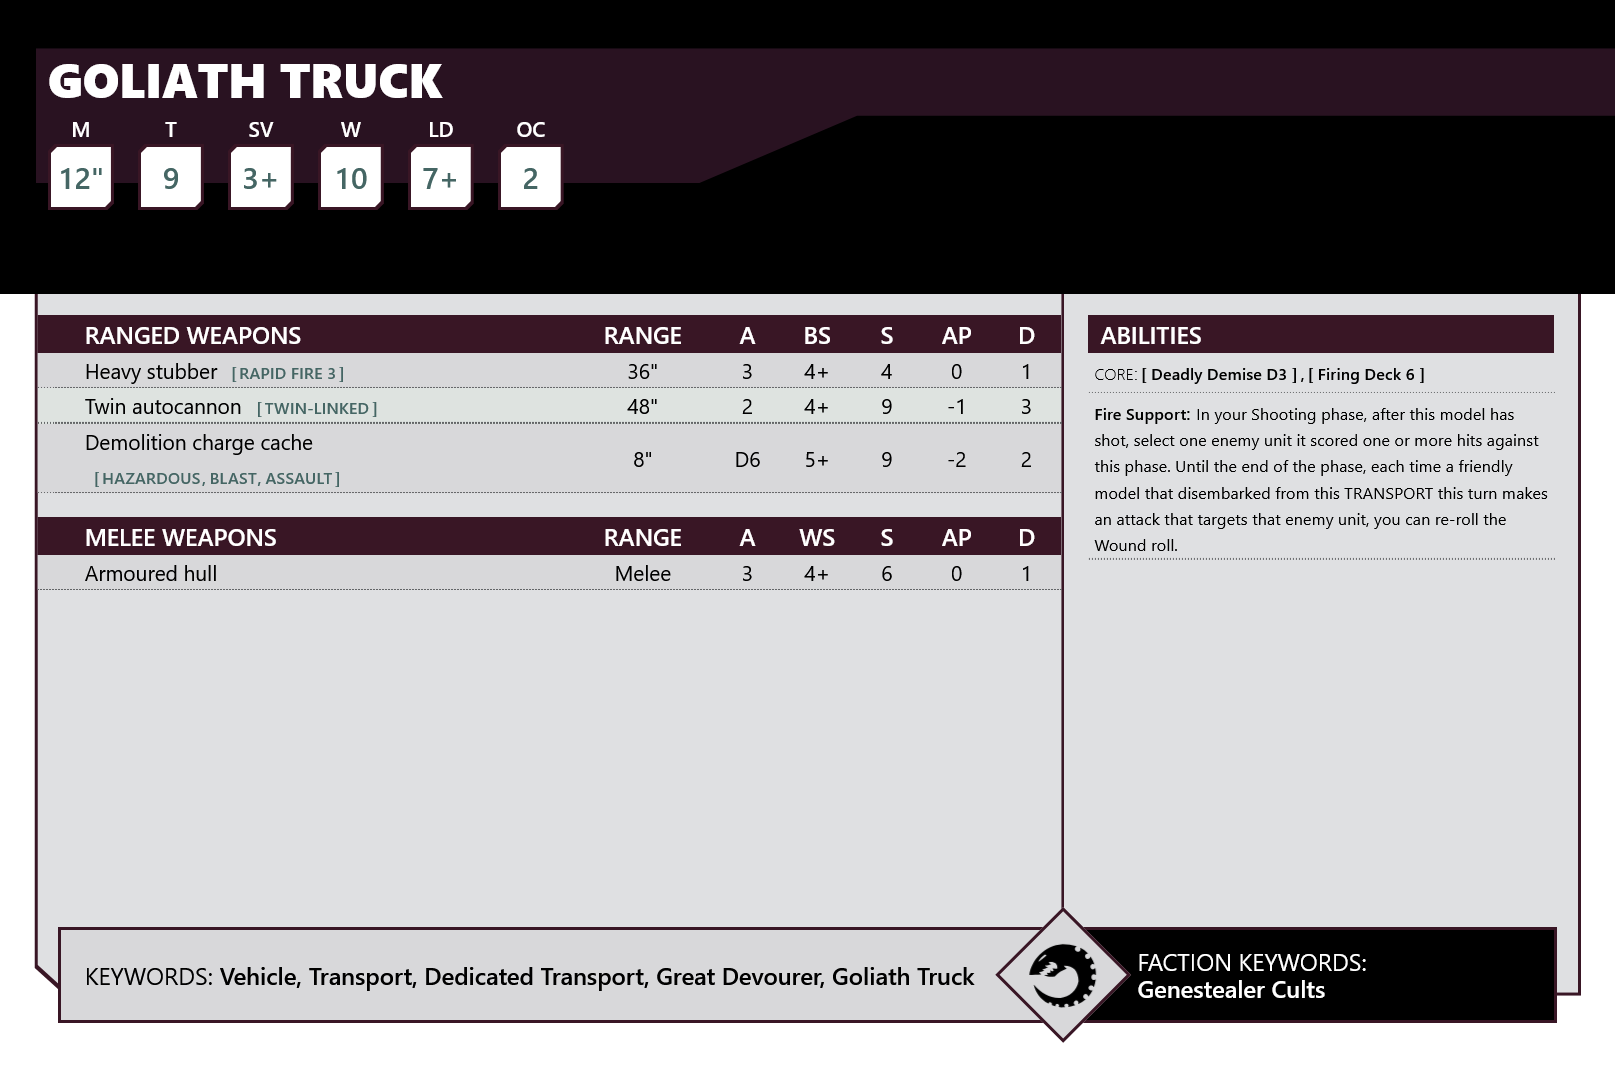 GOLIATH TRUCK
M T SV W LD OC
12" 9 3+ 10 7+ 2
RANGED WEAPONS RANGE A BS S AP D
Heavy stubber [RAPID FIRE 3] 36" 3 4+ 4 0 1
Twin autocannon [TWIN-LINKED] 48" 2 4+ 9 -1 3
Demolition charge cache
[HAZARDOUS, BLAST, ASSAULT] 8" D6 5+ 9 -2 2
MELEE WEAPONS RANGE A WS S AP D
Armoured hull Melee 3 4+ 6 0 1
ABILITIES
CORE: [ Deadly Demise D3 ] , [ Firing Deck 6 ]
Fire Support: In your Shooting phase, after this model has
shot, select one enemy unit it scored one or more hits against
this phase. Until the end of the phase, each time a friendly
model that disembarked from this TRANSPORT this turn makes
an attack that targets that enemy unit, you can re-roll the
Wound roll.
KEYWORDS: Vehicle, Transport, Dedicated Transport, Great Devourer, Goliath Truck
FACTION KEYWORDS:
Genestealer Cults